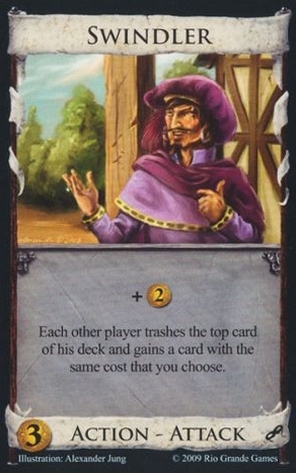 SWINDLER
+ 2
Each other player trashes the top card
of his deck and gains a card with the
same cost that you choose.
3 ACTION – ATTACK
Illustration: Alexander Jung © 2009 Rio Grande Games